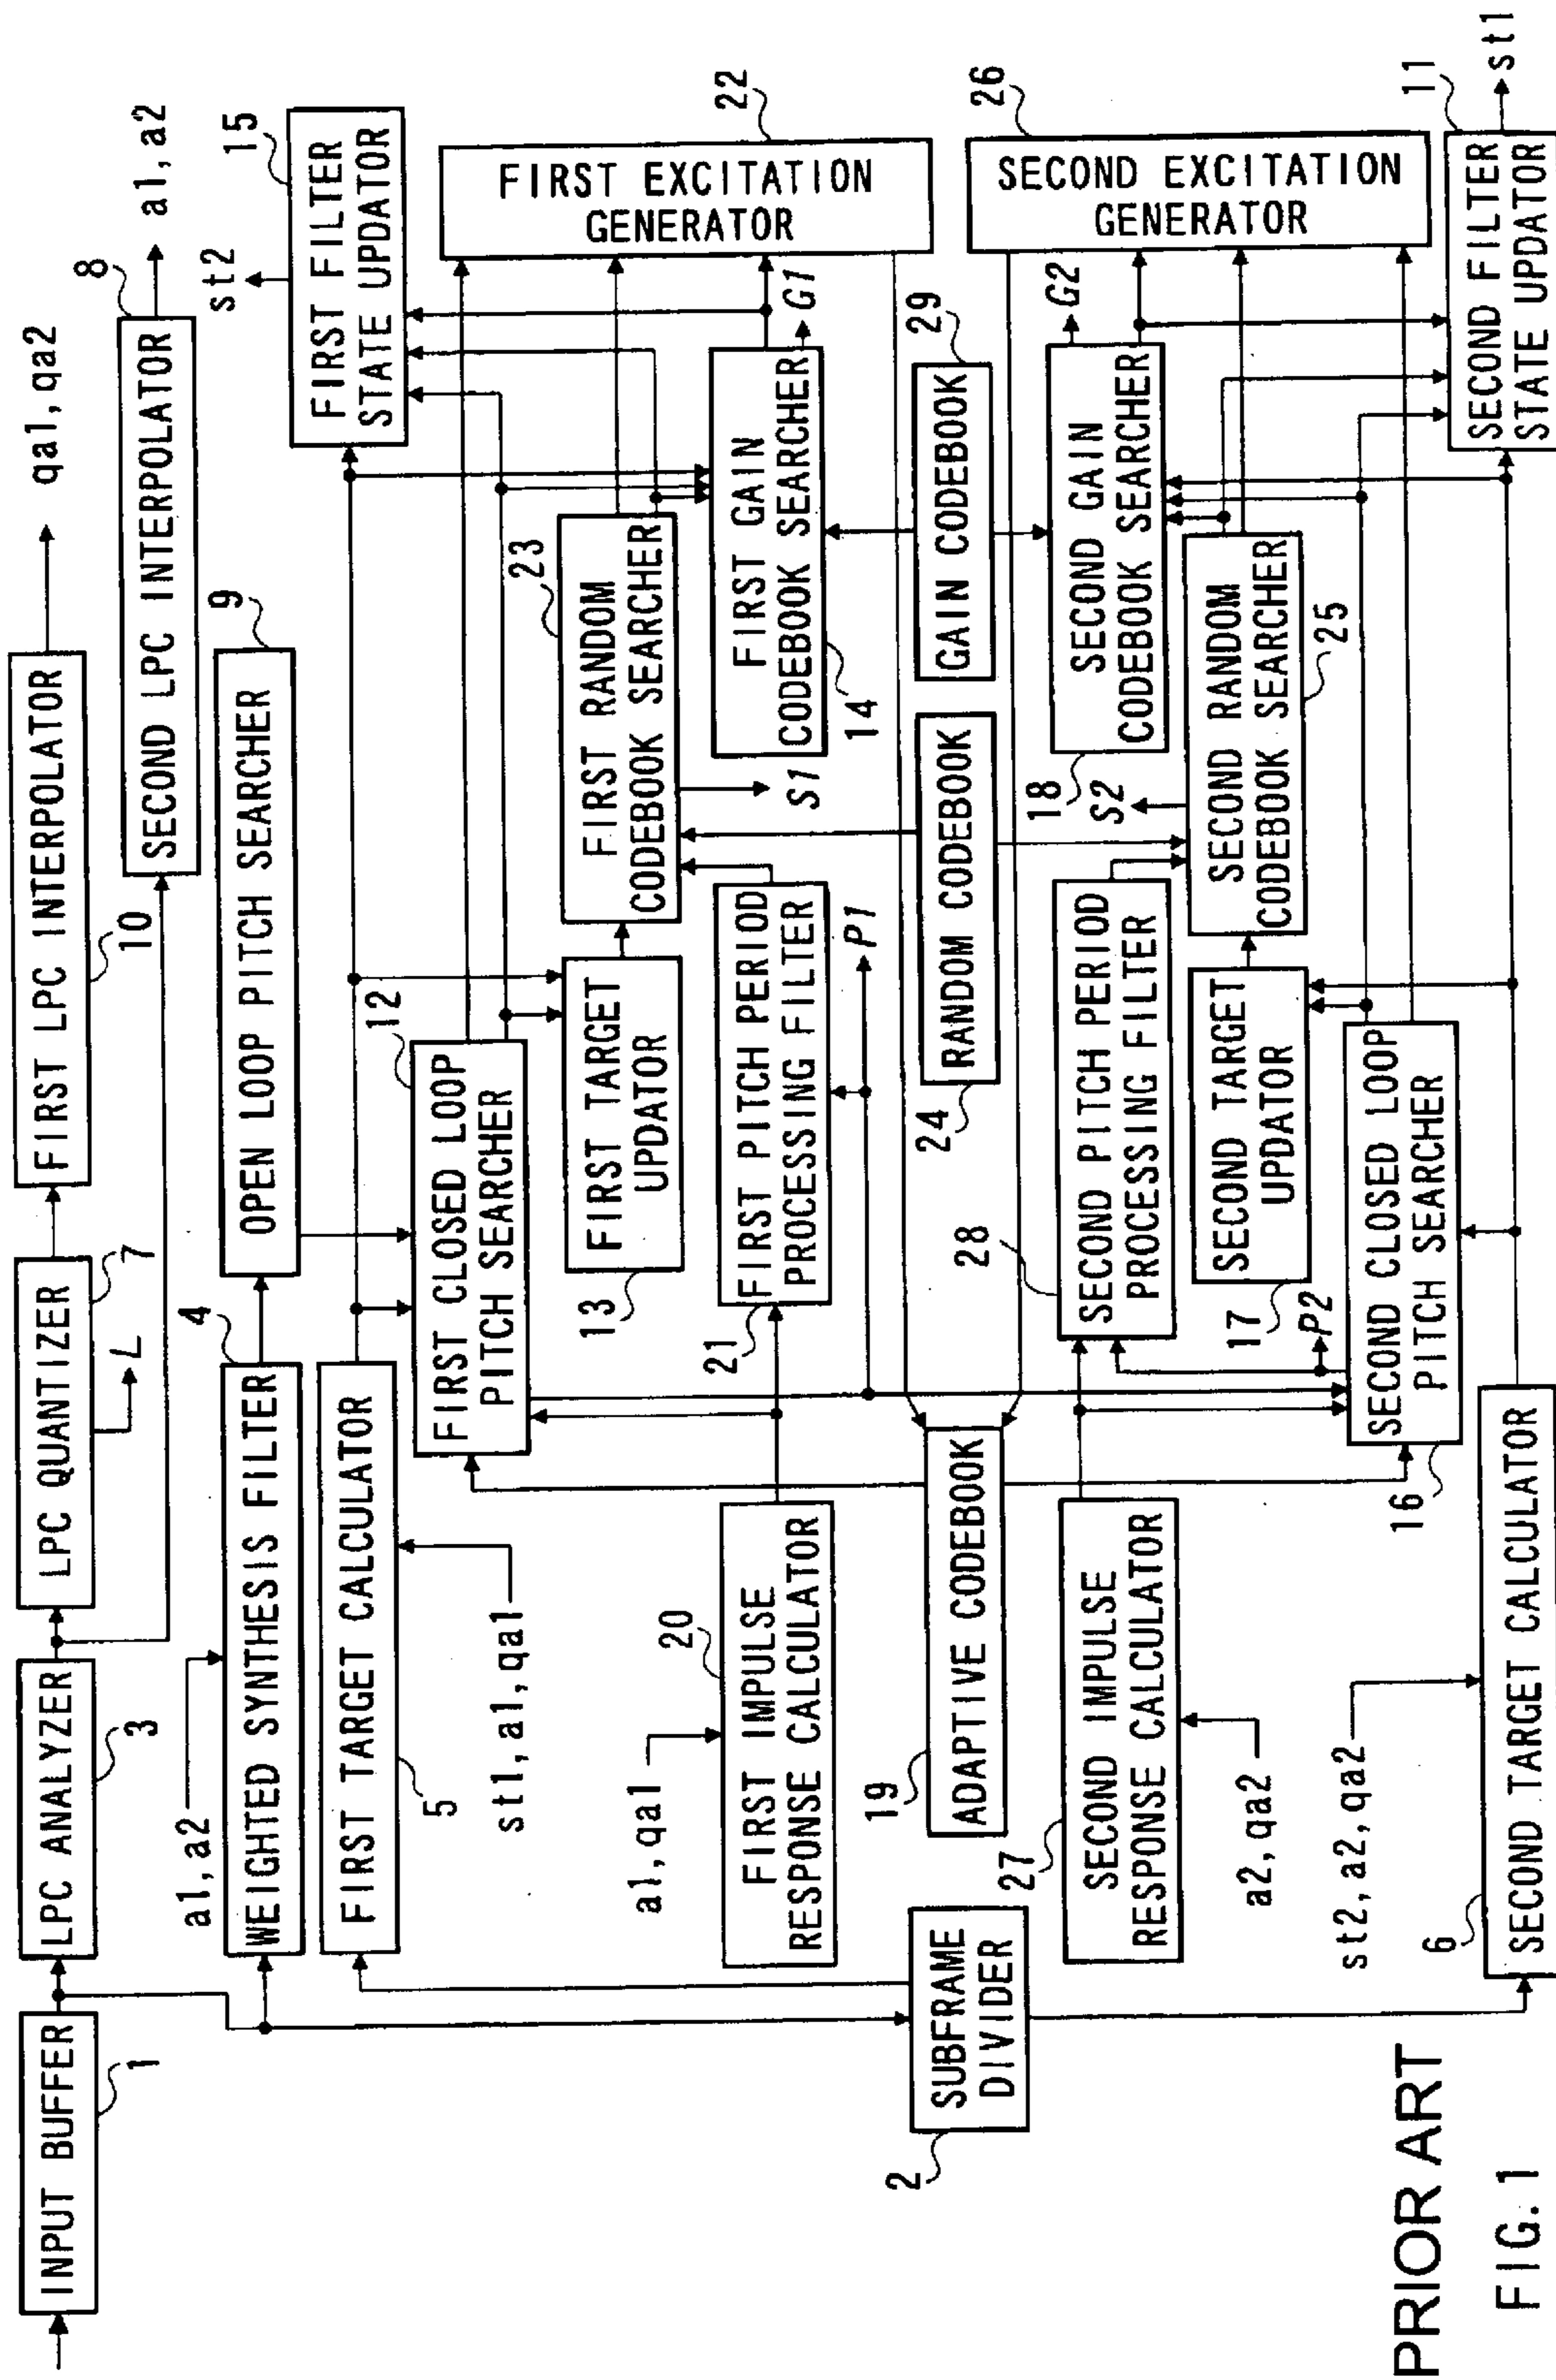 INPUT BUFFER
1
LPC ANALYZER
3
LPC QUANTIZER
7
L
FIRST LPC INTERPOLATOR
10
qa1,qa2
SECOND LPC INTERPOLATOR
8
a1,a2
a1,a2
WEIGHTED SYNTHESIS FILTER
4
OPEN LOOP PITCH SEARCHER
9
FIRST TARGET CALCULATOR
5
st1,a1,qa1
FIRST CLOSED LOOP
PITCH SEARCHER
12
FIRST FILTER
STATE UPDATOR
15
st2
FIRST TARGET
UPDATOR
13
FIRST RANDOM
CODEBOOK SEARCHER
23
S1
FIRST EXCITATION
GENERATOR
22
a1,qa1
FIRST IMPULSE
RESPONSE CALCULATOR
20
FIRST PITCH PERIOD
PROCESSING FILTER
21
P1
FIRST GAIN
CODEBOOK SEARCHER
14
G1
SUBFRAME
DIVIDER
2
ADAPTIVE CODEBOOK
19
RANDOM CODEBOOK
24
GAIN CODEBOOK
29
SECOND IMPULSE
RESPONSE CALCULATOR
27
a2,qa2
SECOND PITCH PERIOD
PROCESSING FILTER
28
SECOND GAIN
CODEBOOK SEARCHER
18
G2
SECOND EXCITATION
GENERATOR
26
SECOND TARGET
UPDATOR
17
SECOND RANDOM
CODEBOOK SEARCHER
25
S2
P2
SECOND CLOSED LOOP
PITCH SEARCHER
16
st2,a2,qa2
SECOND TARGET CALCULATOR
6
SECOND FILTER
STATE UPDATOR
11
st1
PRIOR ART
FIG.1